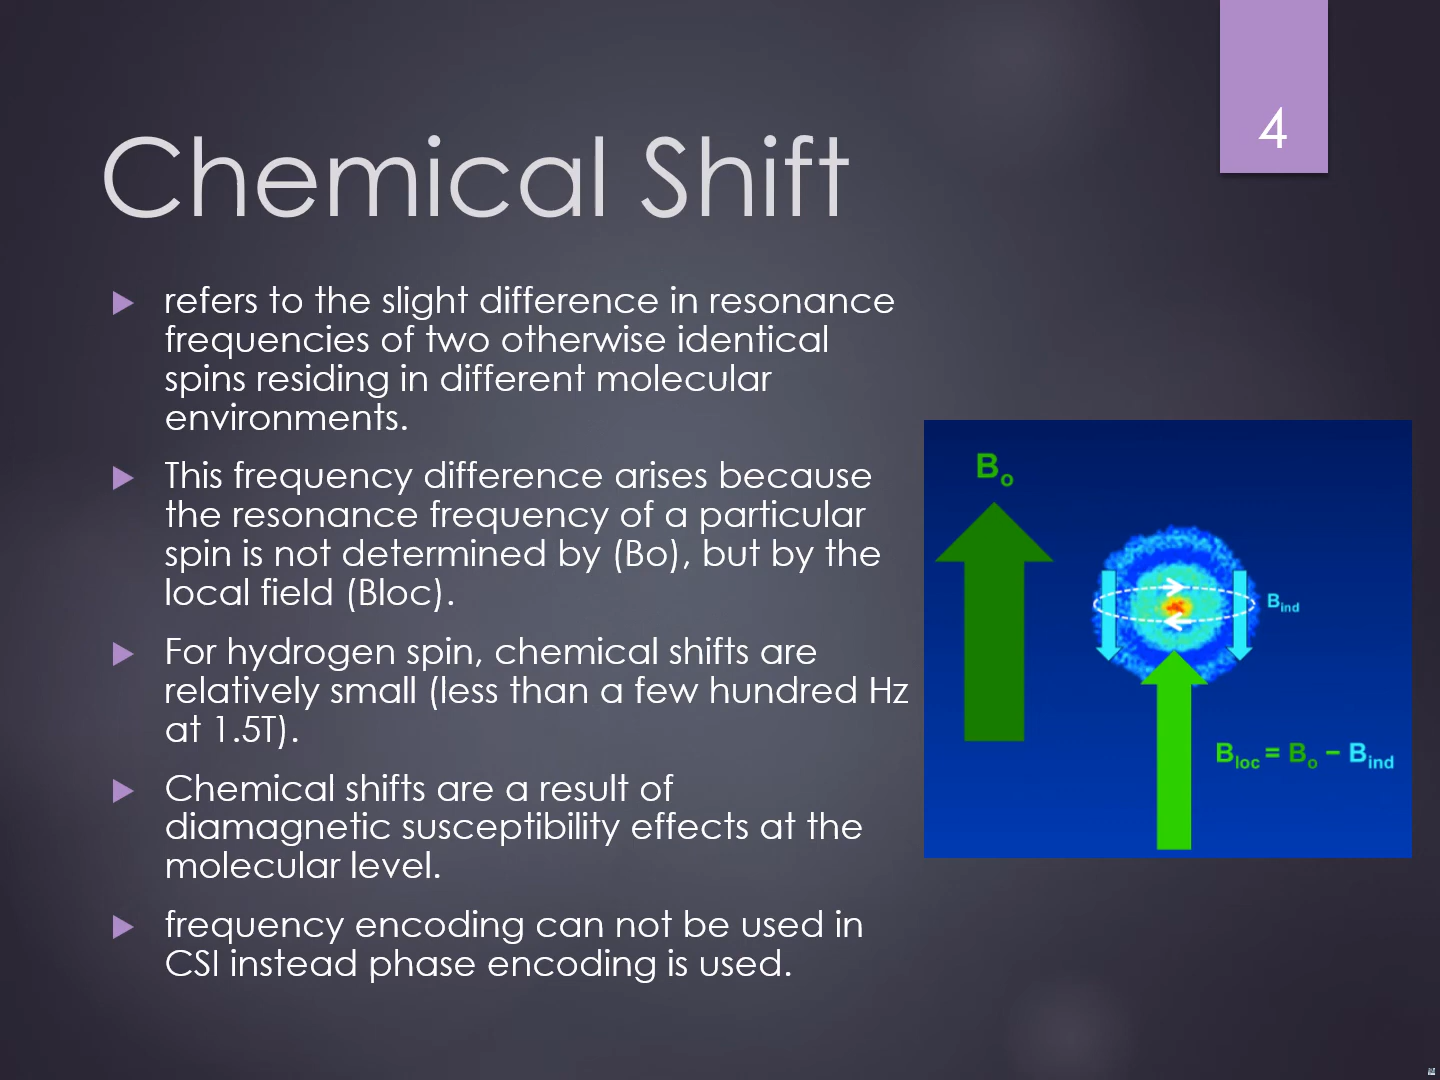 4
Chemical Shift
refers to the slight difference in resonance
frequencies of two otherwise identical
spins residing in different molecular
environments.
This frequency difference arises because
the resonance frequency of a particular
spin is not determined by (Bo), but by the
local field (Bloc).
For hydrogen spin, chemical shifts are
relatively small (less than a few hundred Hz
at 1.5T).
Chemical shifts are a result of
diamagnetic susceptibility effects at the
molecular level.
frequency encoding can not be used in
CSI instead phase encoding is used.
Bo
Bind
Bloc = Bo − Bind